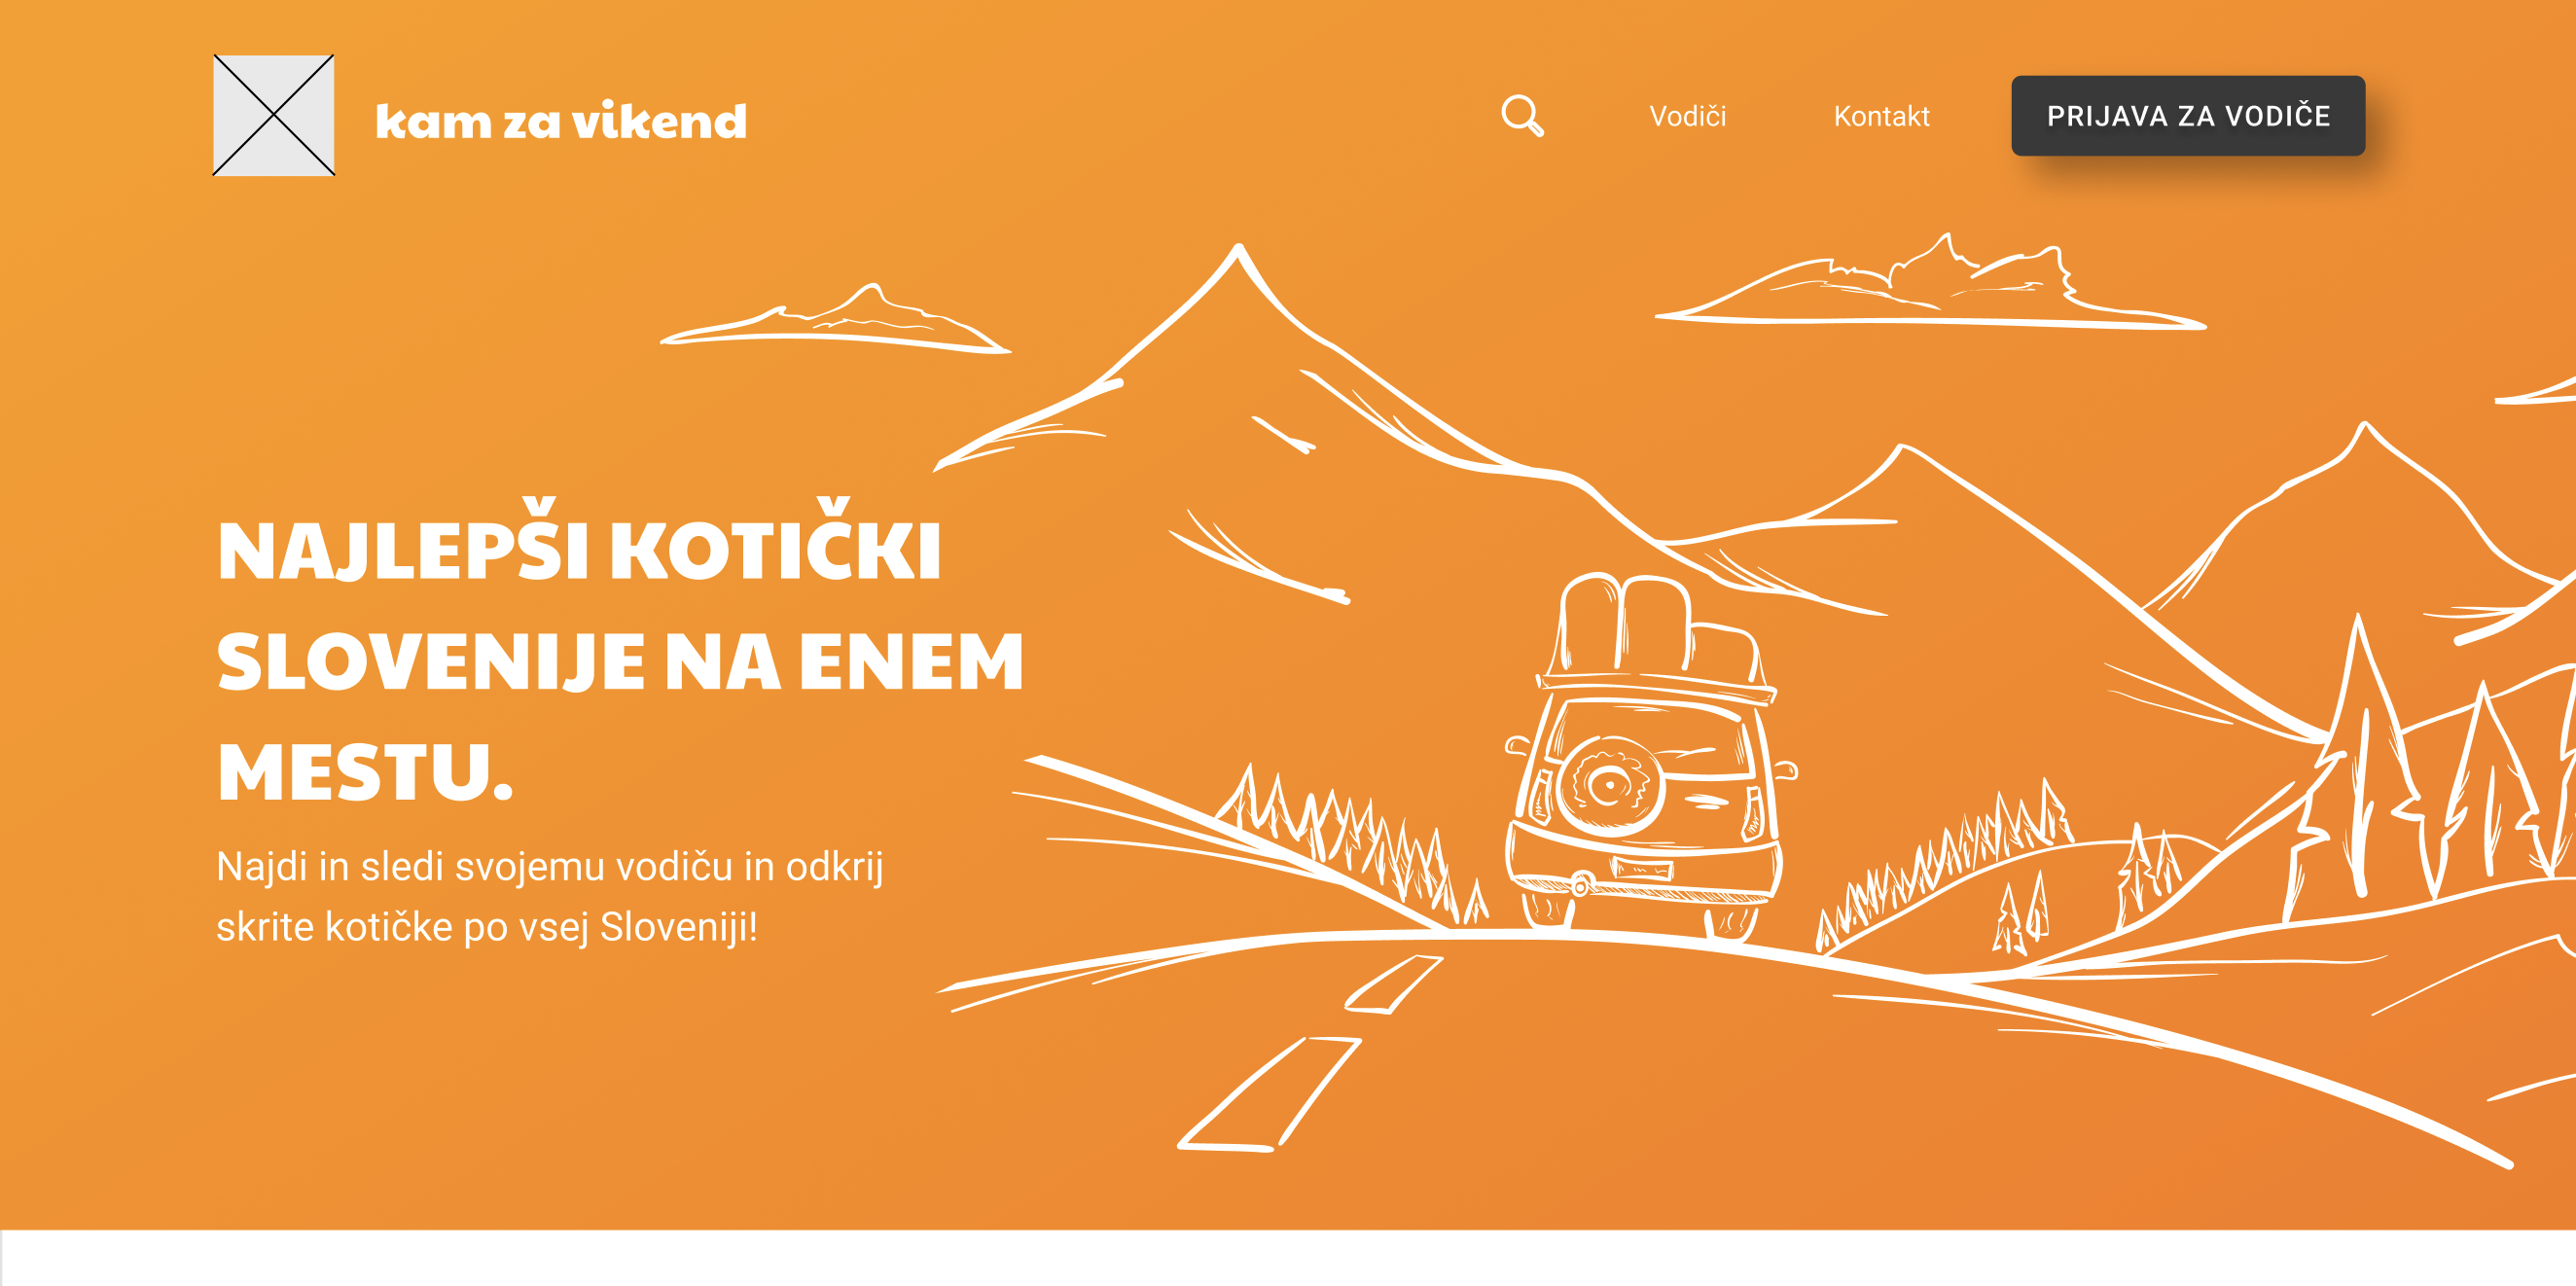 kam za vikend
Vodiči
Kontakt
PRIJAVA ZA VODIČE
NAJLEPŠI KOTIČKI
SLOVENIJE NA ENEM
MESTU.
Najdi in sledi svojemu vodiču in odkrij
skrite kotičke po vsej Sloveniji!